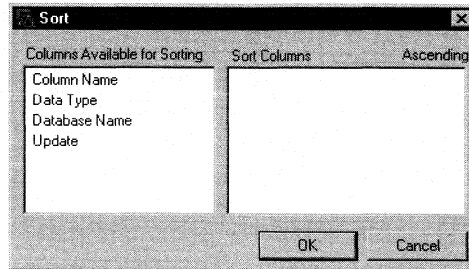 Sort
Columns Available for Sorting
Sort Columns
Ascending
Column Name
Data Type
Database Name
Update
OK
Cancel